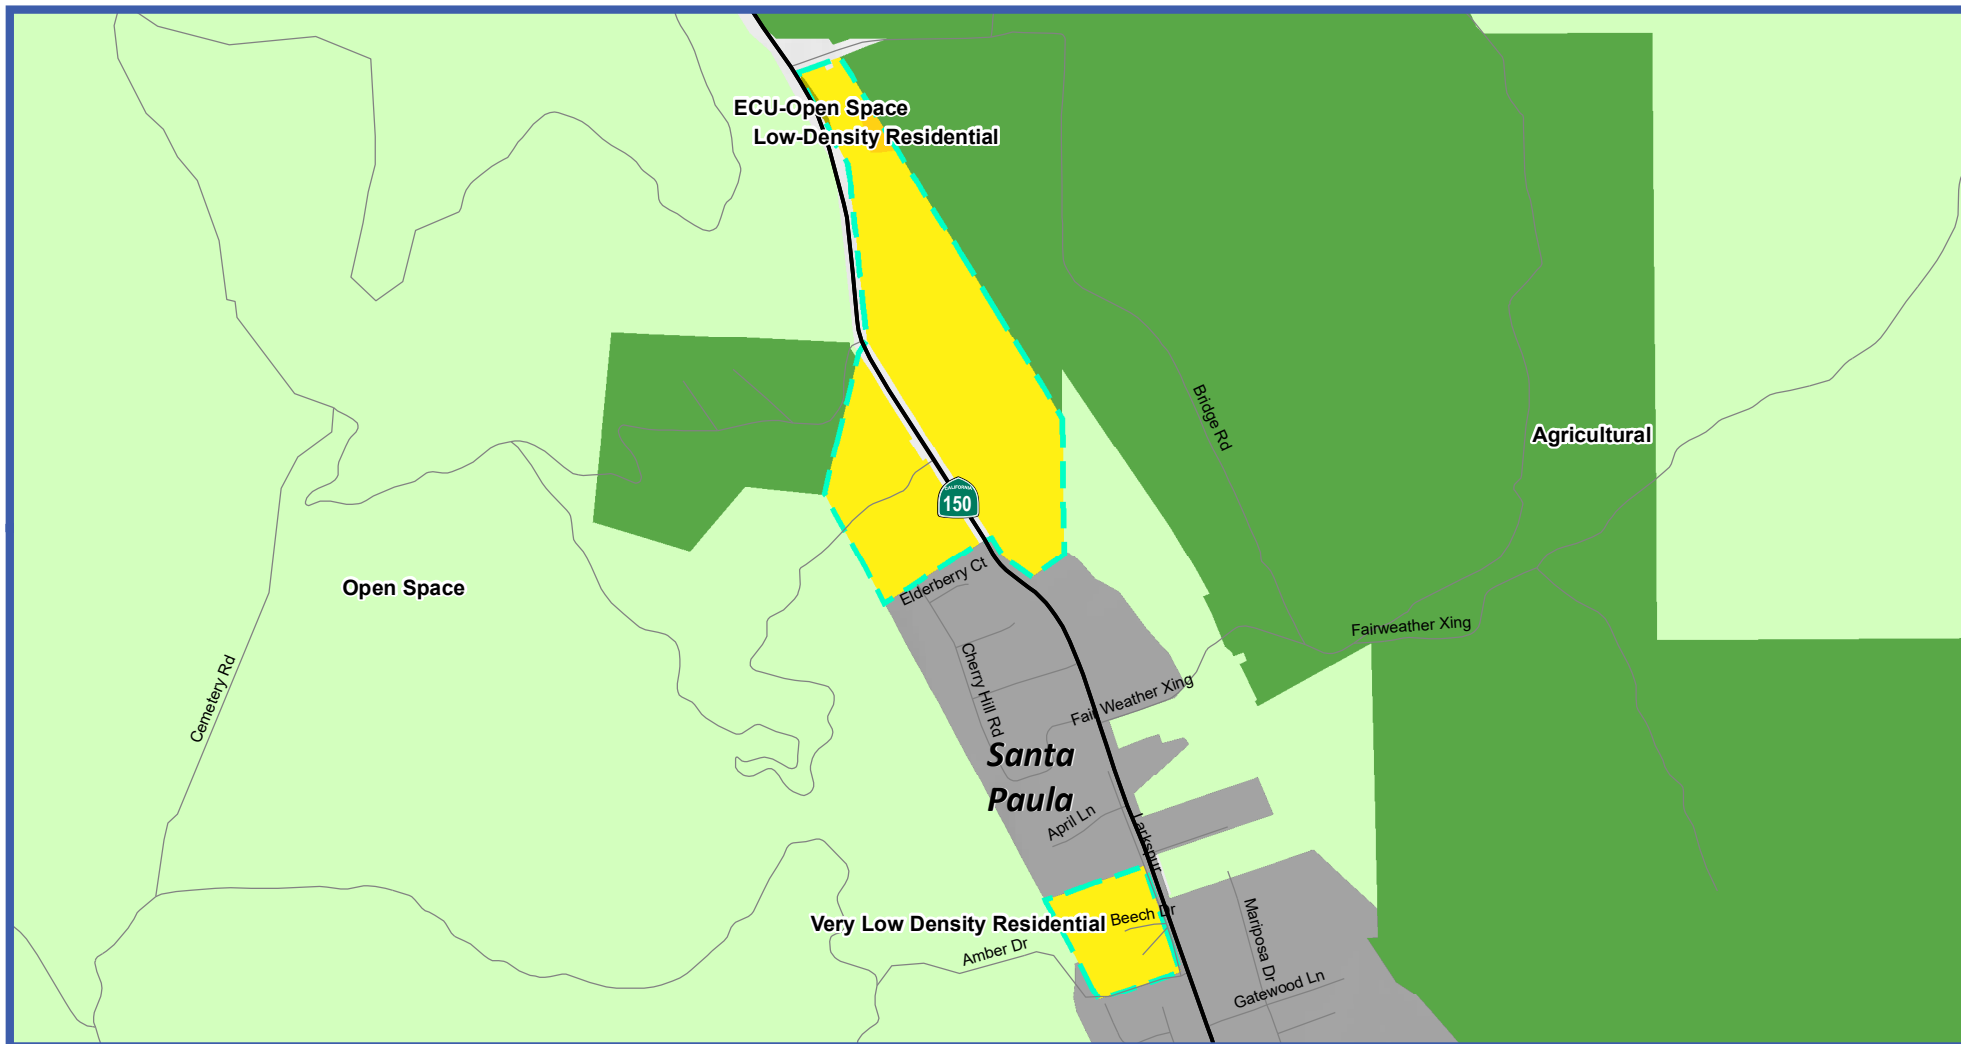 ECU-Open Space
Low-Density Residential
Bridge Rd
Agricultural
CALIFORNIA
150
Open Space
Elderberry Ct
Fairweather Xing
Cemetery Rd
Cherry Hill Rd
Fair Weather Xing
Santa
Paula
April Ln
Larkspur
Very Low Density Residential
Beech Dr
Mariposa Dr
Amber Dr
Gatewood Ln